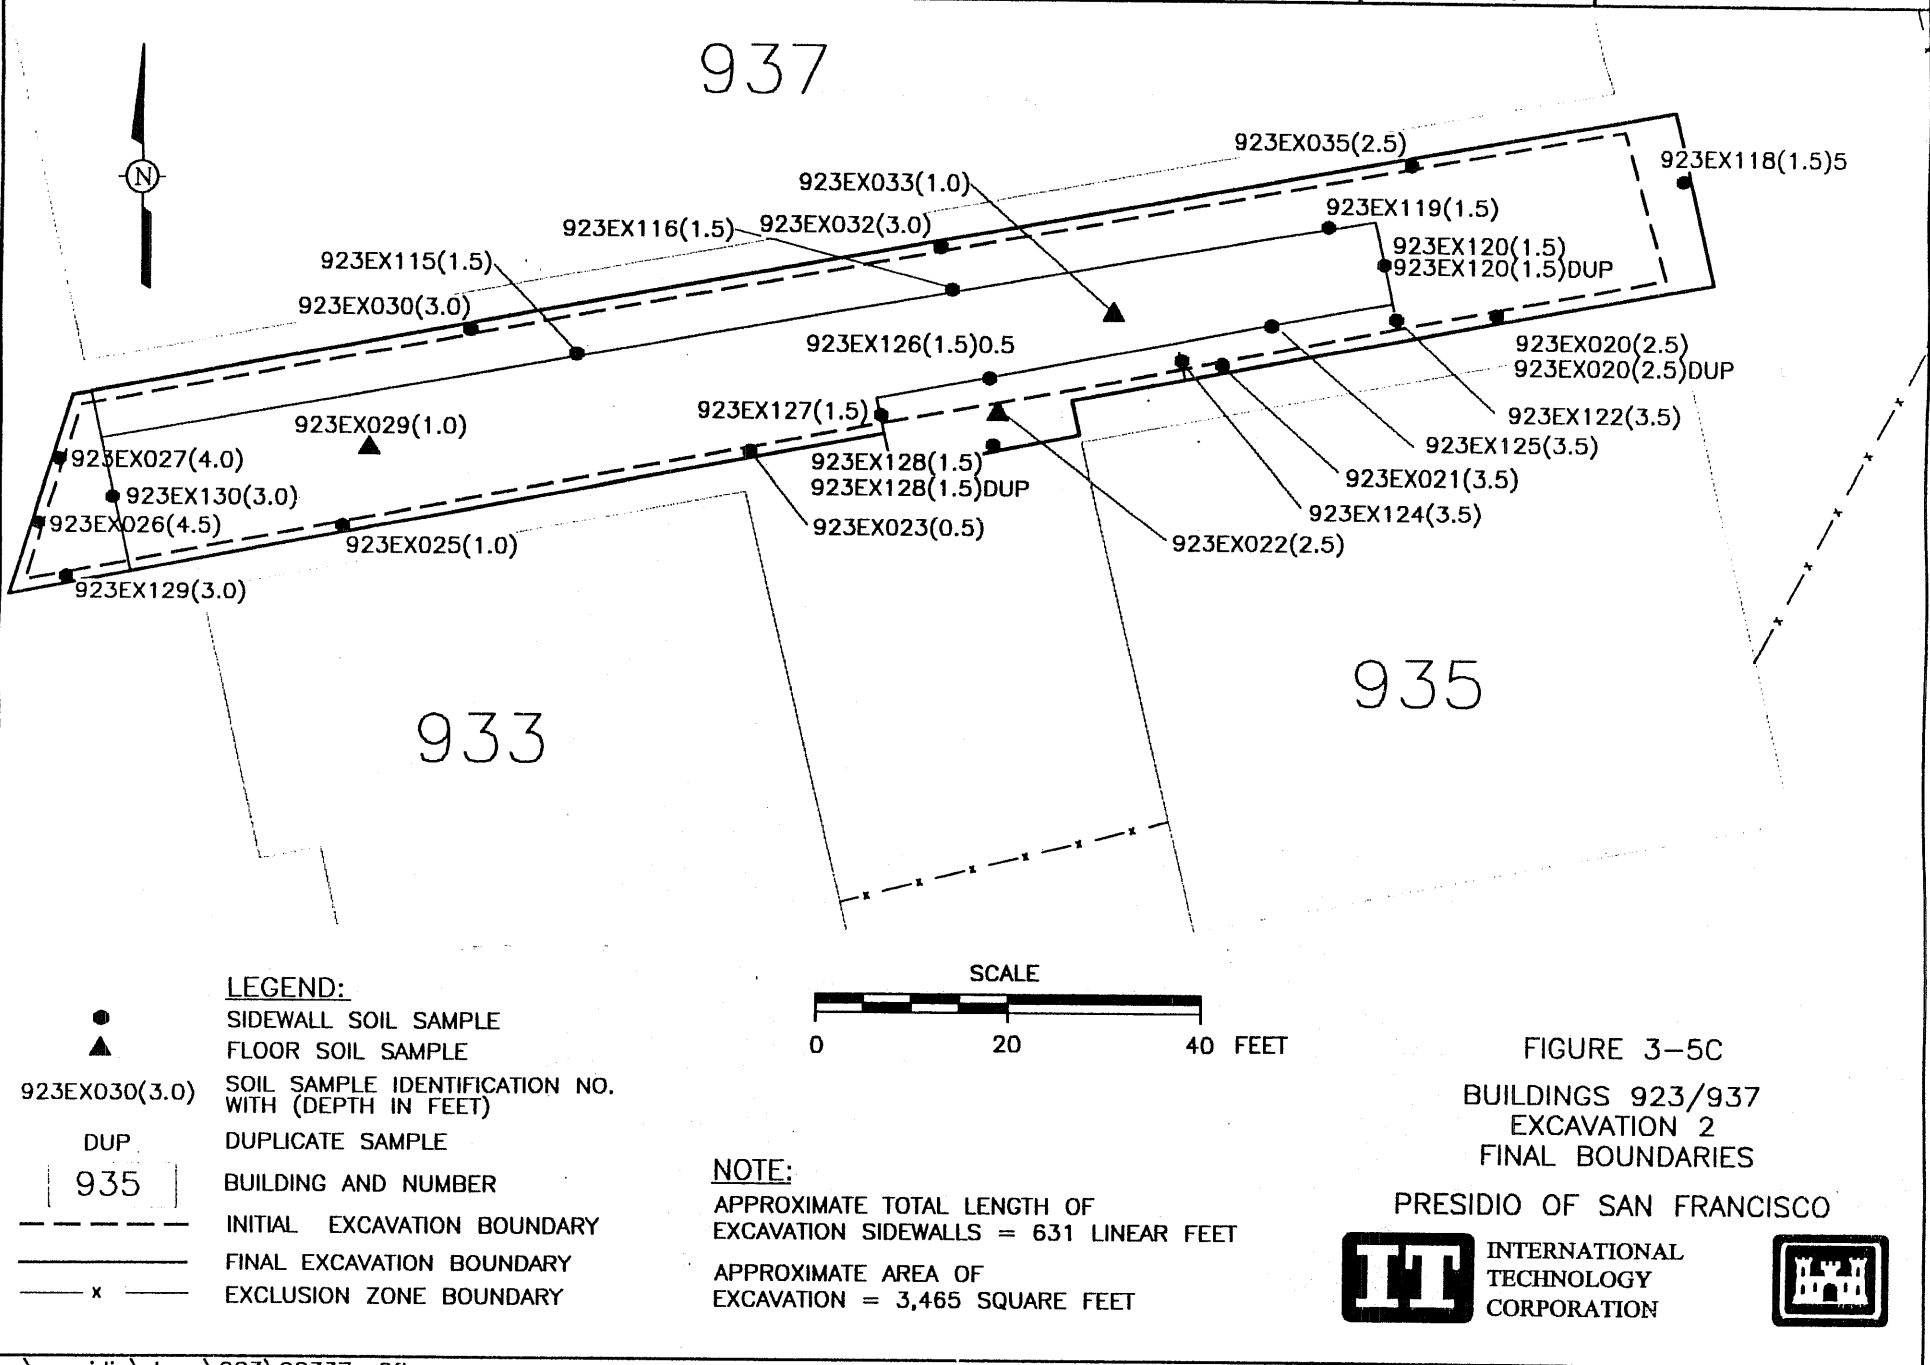 937
N
923EX035(2.5)
923EX118(1.5)5
923EX033(1.0)
923EX119(1.5)
923EX116(1.5)
923EX032(3.0)
923EX120(1.5)
923EX120(1.5)DUP
923EX115(1.5)
923EX030(3.0)
923EX126(1.5)0.5
923EX020(2.5)
923EX020(2.5)DUP
923EX127(1.5)
923EX122(3.5)
923EX029(1.0)
923EX125(3.5)
923EX027(4.0)
923EX128(1.5)
923EX128(1.5)DUP
923EX021(3.5)
923EX130(3.0)
923EX026(4.5)
923EX023(0.5)
923EX124(3.5)
923EX025(1.0)
923EX022(2.5)
923EX129(3.0)
935
933
SCALE
0 20 40 FEET
LEGEND:
SIDEWALL SOIL SAMPLE
FLOOR SOIL SAMPLE
923EX030(3.0) SOIL SAMPLE IDENTIFICATION NO.
WITH (DEPTH IN FEET)
DUP DUPLICATE SAMPLE
935 BUILDING AND NUMBER
INITIAL EXCAVATION BOUNDARY
FINAL EXCAVATION BOUNDARY
x EXCLUSION ZONE BOUNDARY
NOTE:
APPROXIMATE TOTAL LENGTH OF
EXCAVATION SIDEWALLS = 631 LINEAR FEET
APPROXIMATE AREA OF
EXCAVATION = 3,465 SQUARE FEET
FIGURE 3-5C
BUILDINGS 923/937
EXCAVATION 2
FINAL BOUNDARIES
PRESIDIO OF SAN FRANCISCO
IT
INTERNATIONAL
TECHNOLOGY
CORPORATION